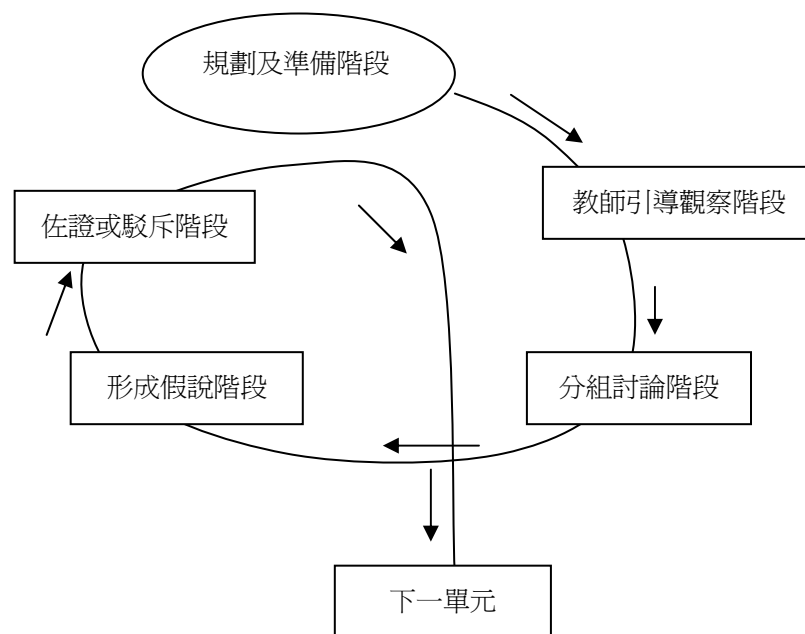 規劃及準備階段
教師引導觀察階段
分組討論階段
形成假說階段
佐證或駁斥階段
下一單元